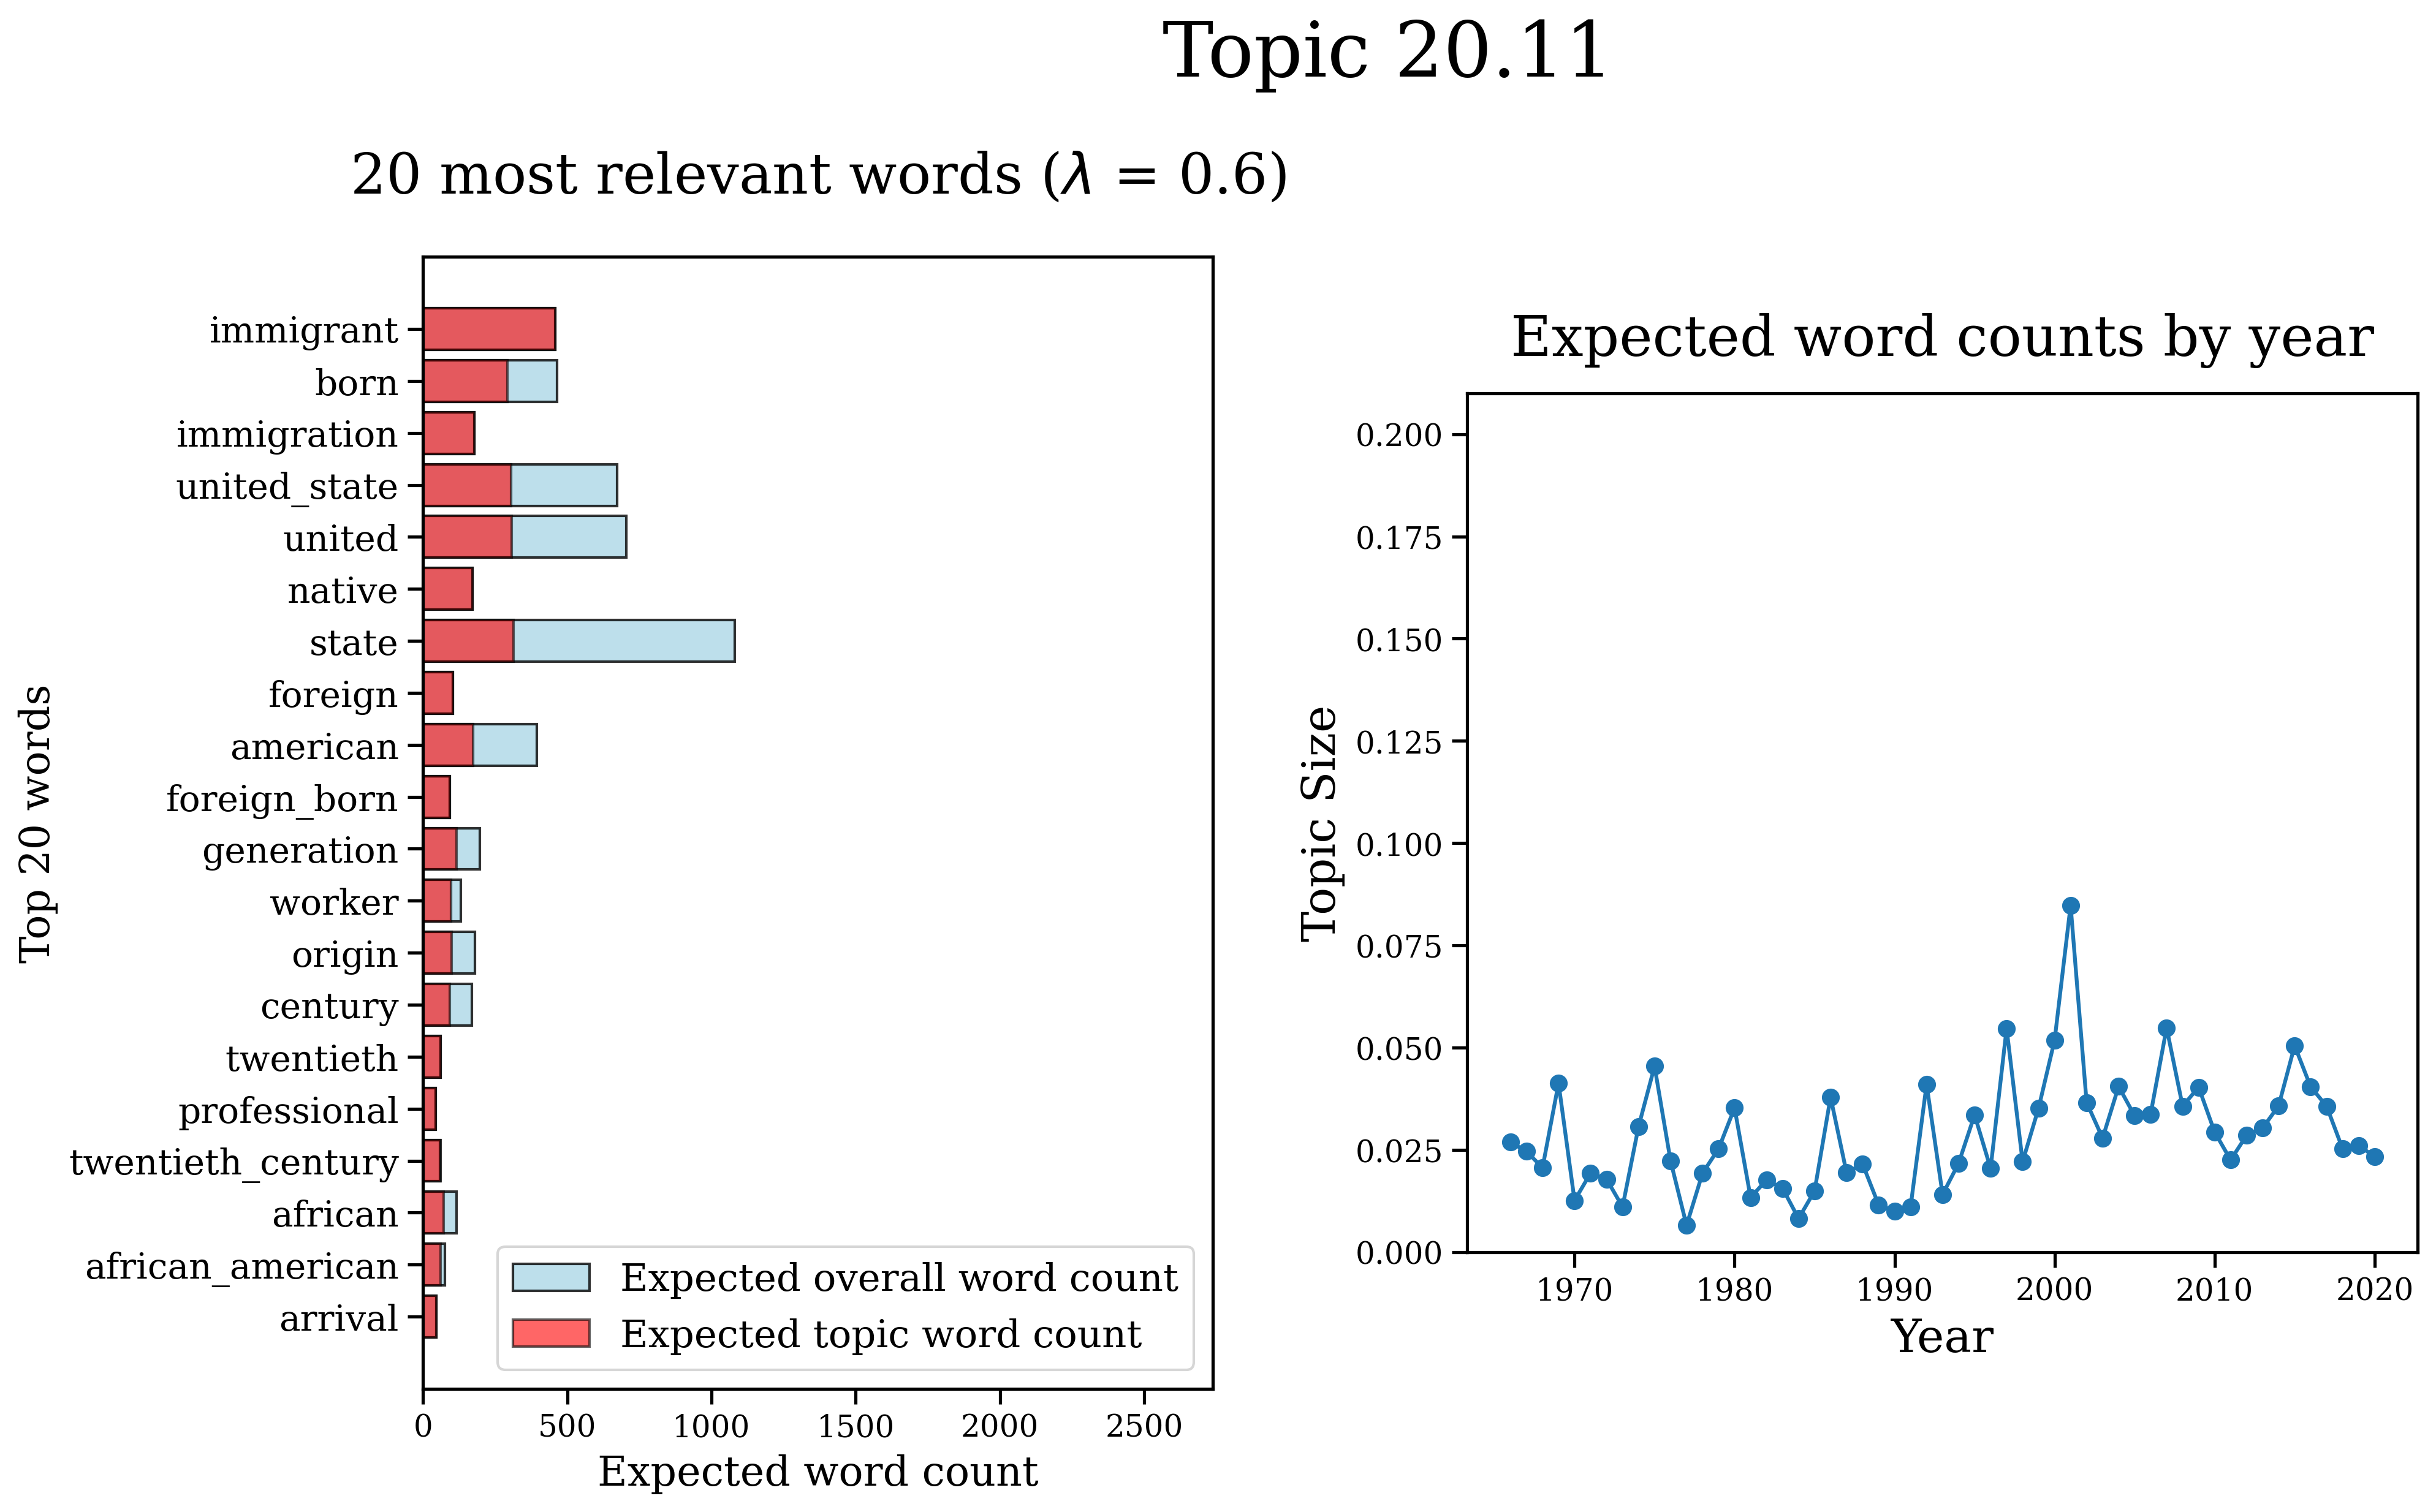 Topic 20.11
20 most relevant words (λ = 0.6)
Top 20 words
immigrant
born
immigration
united_state
united
native
state
foreign
american
foreign_born
generation
worker
origin
century
twentieth
professional
twentieth_century
african
african_american
arrival
Expected overall word count
Expected topic word count
0 500 1000 1500 2000 2500
Expected word count
Expected word counts by year
Topic Size
0.200
0.175
0.150
0.125
0.100
0.075
0.050
0.025
0.000
1970 1980 1990 2000 2010 2020
Year